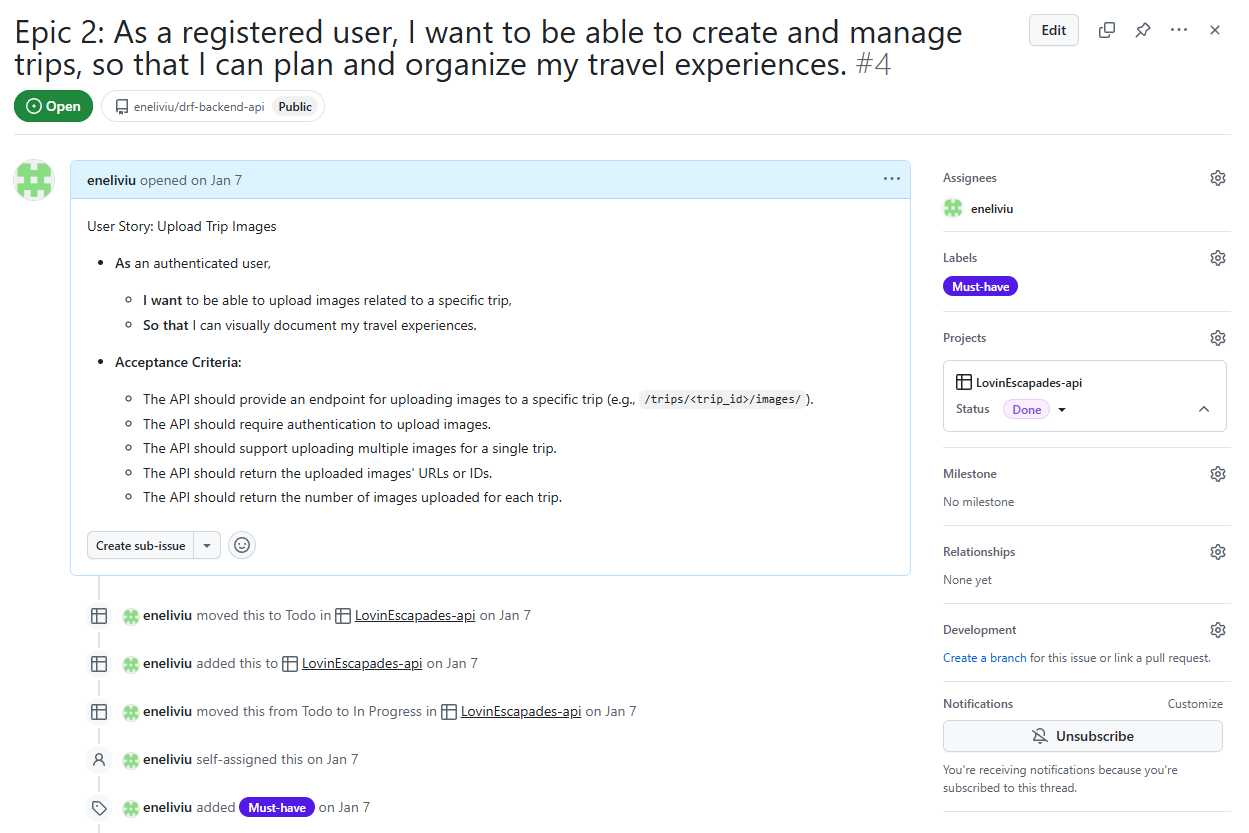 Epic 2: As a registered user, I want to be able to create and manage
trips, so that I can plan and organize my travel experiences. #4
Edit
Open
eneliviu/drf-backend-api Public
eneliviu opened on Jan 7
User Story: Upload Trip Images
As an authenticated user,
I want to be able to upload images related to a specific trip,
So that I can visually document my travel experiences.
Acceptance Criteria:
The API should provide an endpoint for uploading images to a specific trip (e.g., /trips/<trip_id>/images/ ).
The API should require authentication to upload images.
The API should support uploading multiple images for a single trip.
The API should return the uploaded images' URLs or IDs.
The API should return the number of images uploaded for each trip.
Create sub-issue
eneliviu moved this to Todo in LovinEscapades-api on Jan 7
eneliviu added this to LovinEscapades-api on Jan 7
eneliviu moved this from Todo to In Progress in LovinEscapades-api on Jan 7
eneliviu self-assigned this on Jan 7
eneliviu added Must-have on Jan 7
Assignees
eneliviu
Labels
Must-have
Projects
LovinEscapades-api
Status Done
Milestone
No milestone
Relationships
None yet
Development
Create a branch for this issue or link a pull request.
Notifications Customize
Unsubscribe
You're receiving notifications because you're
subscribed to this thread.